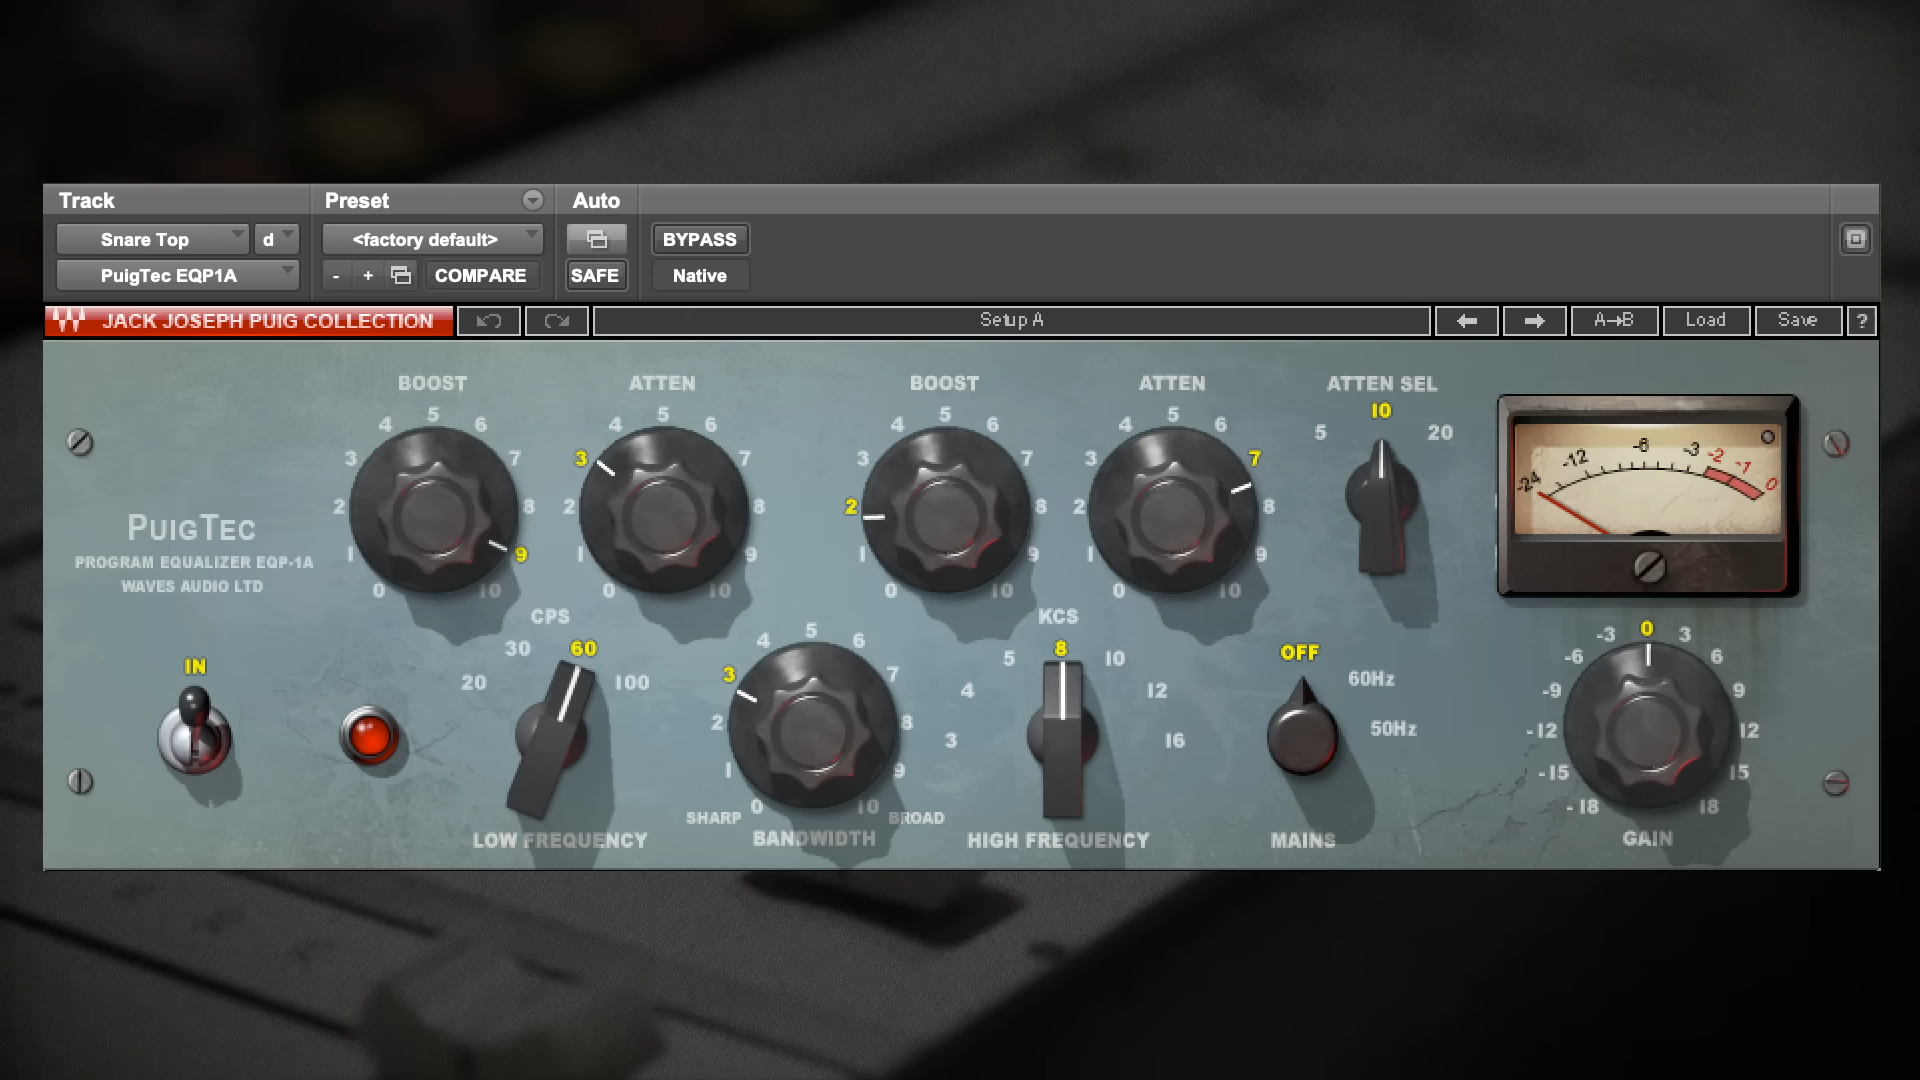 Track
Preset
Auto
Snare Top
d
<factory default>
BYPASS
PuigTec EQP1A
-
+
COMPARE
SAFE
Native
JACK JOSEPH PUIG COLLECTION
Setup A
A→B
Load
Save
?
BOOST
0 1 2 3 4 5 6 7 8 9 10
ATTEN
0 1 2 3 4 5 6 7 8 9 10
BOOST
0 1 2 3 4 5 6 7 8 9 10
ATTEN
0 1 2 3 4 5 6 7 8 9 10
ATTEN SEL
5 10 20
-24 -12 -6 -3 -2 -1 0
PUIGTEC
PROGRAM EQUALIZER EQP-1A
WAVES AUDIO LTD
IN
CPS
20 30 60 100
LOW FREQUENCY
0 1 2 3 4 5 6 7 8 9 10
SHARP
BROAD
BANDWIDTH
KCS
3 4 5 8 10 12 16
HIGH FREQUENCY
OFF
60Hz
50Hz
MAINS
-18 -15 -12 -9 -6 -3 0 3 6 9 12 15 18
GAIN